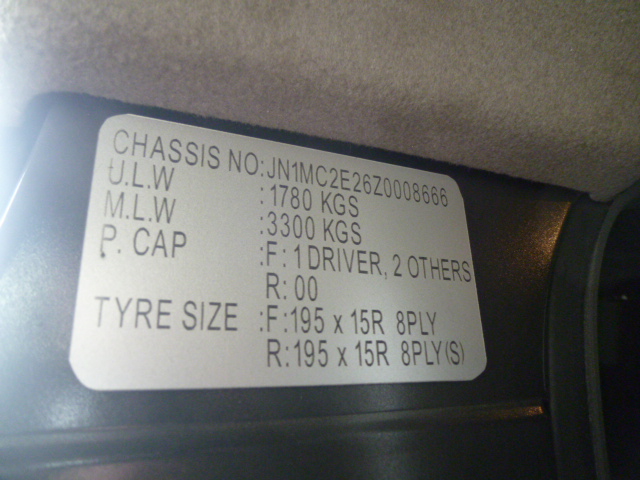 CHASSIS NO:JN1MC2E26Z0008666
U.L.W :1780 KGS
M.L.W :3300 KGS
P. CAP :F: 1 DRIVER, 2 OTHERS
R: 00
TYRE SIZE :F:195 x 15R 8PLY
R:195 x 15R 8PLY(S)